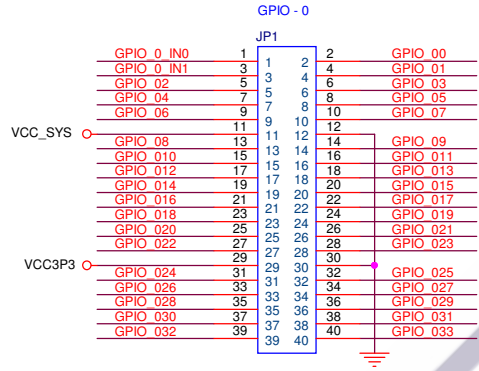 GPIO - 0
JP1
GPIO_0_IN0 1 1 2 2 GPIO_00
GPIO_0_IN1 3 3 4 4 GPIO_01
GPIO_02 5 5 6 6 GPIO_03
GPIO_04 7 7 8 8 GPIO_05
GPIO_06 9 9 10 10 GPIO_07
VCC_SYS 11 11 12 12
GPIO_08 13 13 14 14 GPIO_09
GPIO_010 15 15 16 16 GPIO_011
GPIO_012 17 17 18 18 GPIO_013
GPIO_014 19 19 20 20 GPIO_015
GPIO_016 21 21 22 22 GPIO_017
GPIO_018 23 23 24 24 GPIO_019
GPIO_020 25 25 26 26 GPIO_021
GPIO_022 27 27 28 28 GPIO_023
VCC3P3 29 29 30 30
GPIO_024 31 31 32 32 GPIO_025
GPIO_026 33 33 34 34 GPIO_027
GPIO_028 35 35 36 36 GPIO_029
GPIO_030 37 37 38 38 GPIO_031
GPIO_032 39 39 40 40 GPIO_033